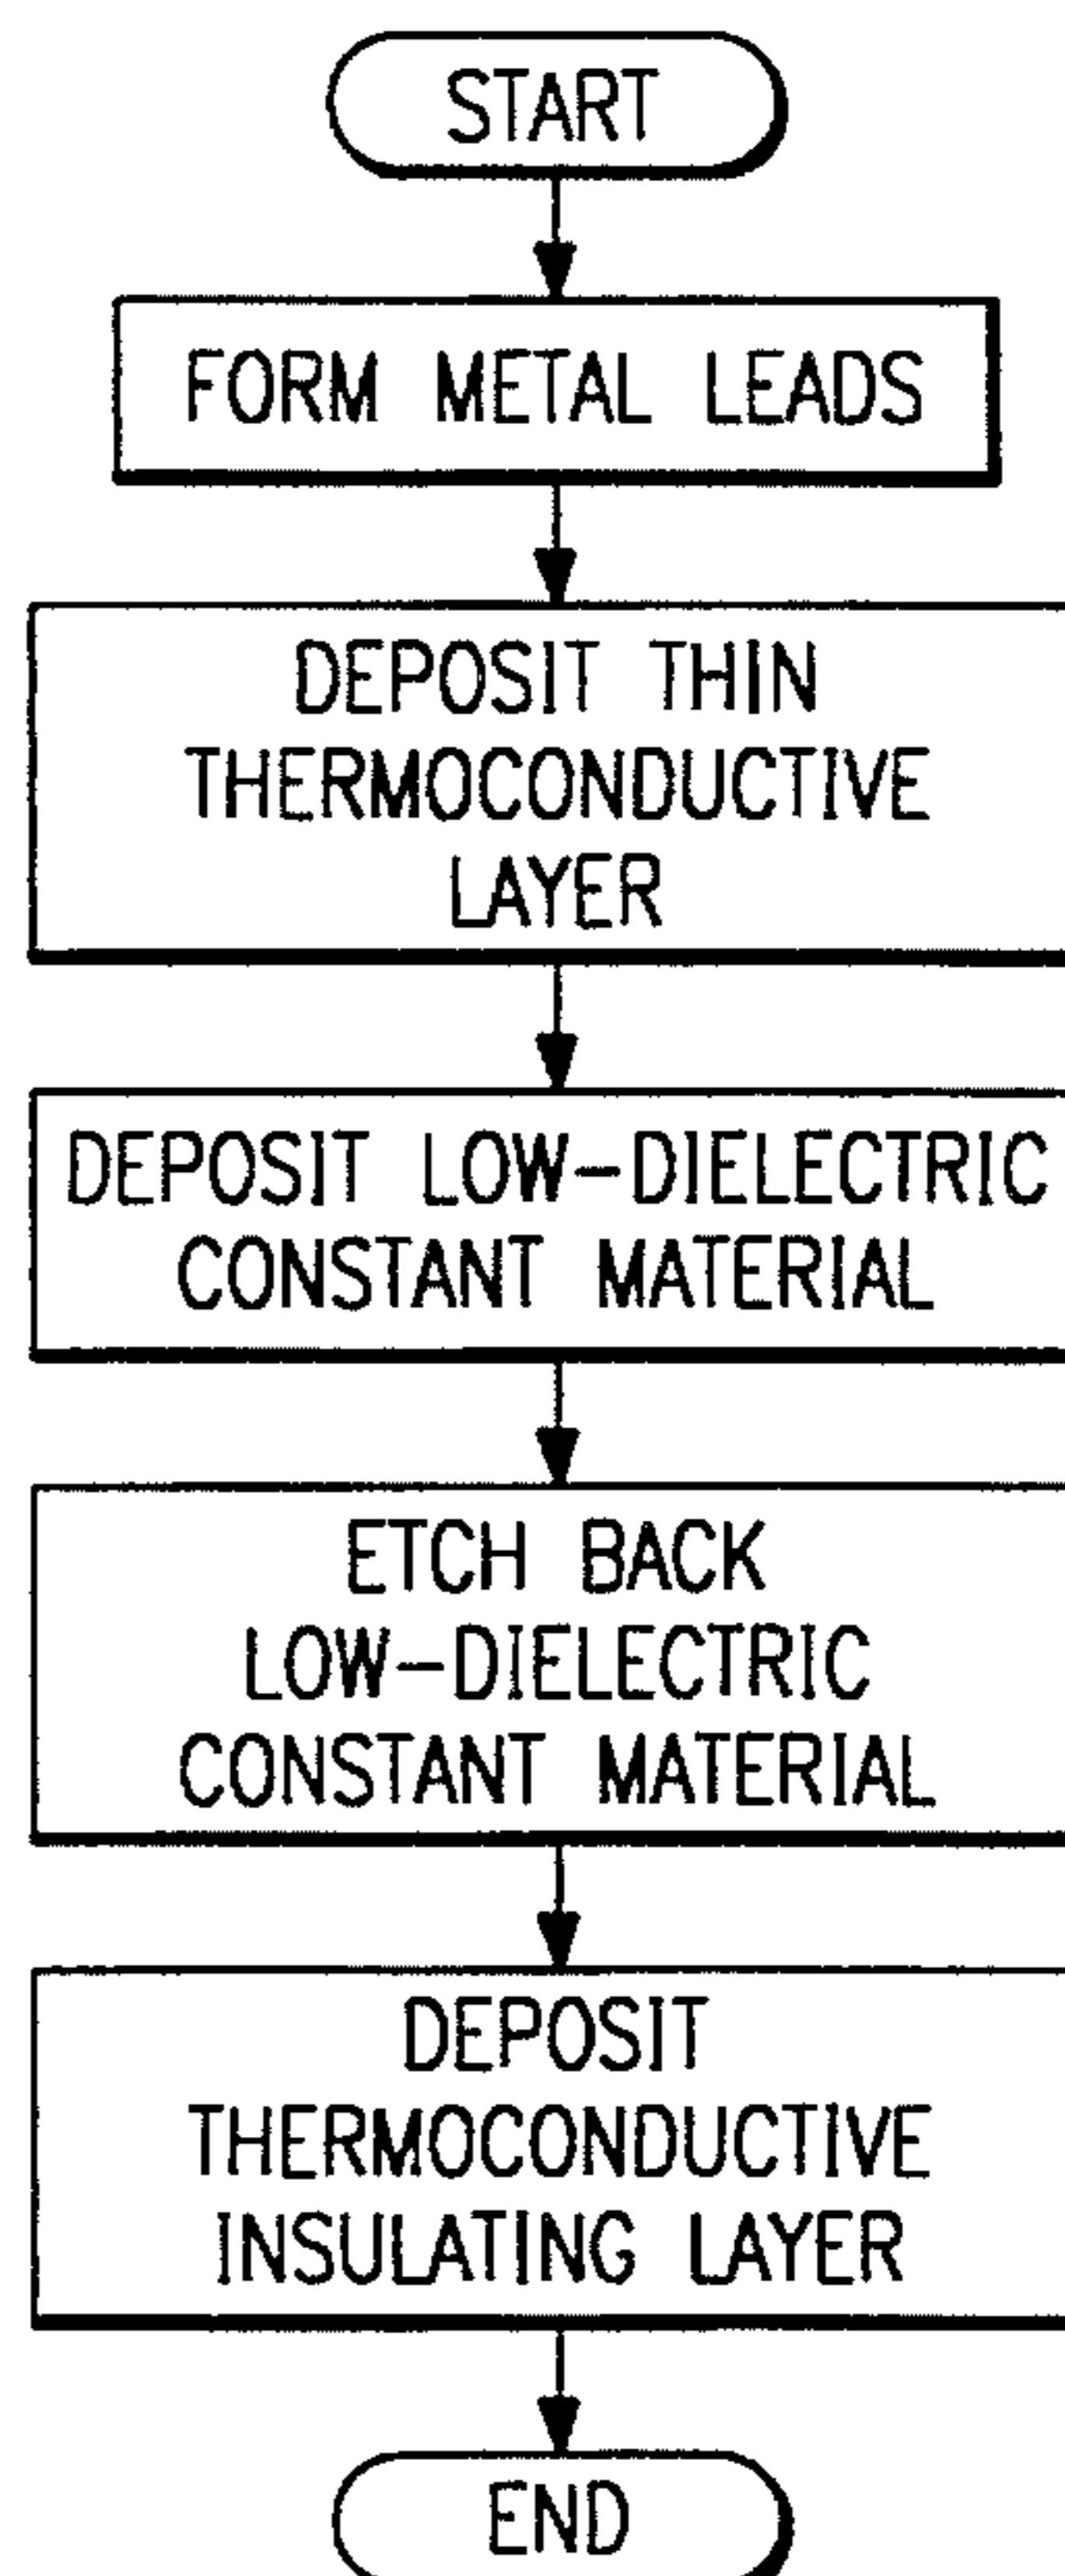 START
FORM METAL LEADS
DEPOSIT THIN
THERMOCONDUCTIVE
LAYER
DEPOSIT LOW-DIELECTRIC
CONSTANT MATERIAL
ETCH BACK
LOW-DIELECTRIC
CONSTANT MATERIAL
DEPOSIT
THERMOCONDUCTIVE
INSULATING LAYER
END